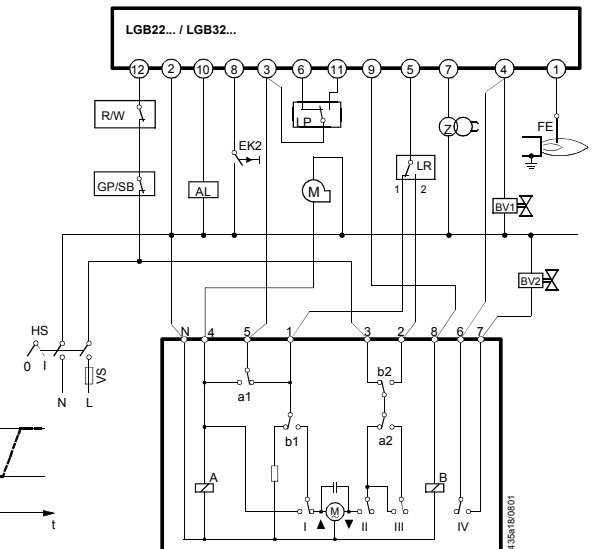 LGB22... / LGB32...
12 2 10 8 3 6 11 9 5 7 4 1
R/W
LP
EK2
Z
FE
GP/SB
AL
M
LR
1 2
BV1
BV2
HS
0 I
VS
N L
N 4 5 1 3 2 8 6 7
a1
b2
b1
a2
A
B
M
I II III IV
t
435a18/0801